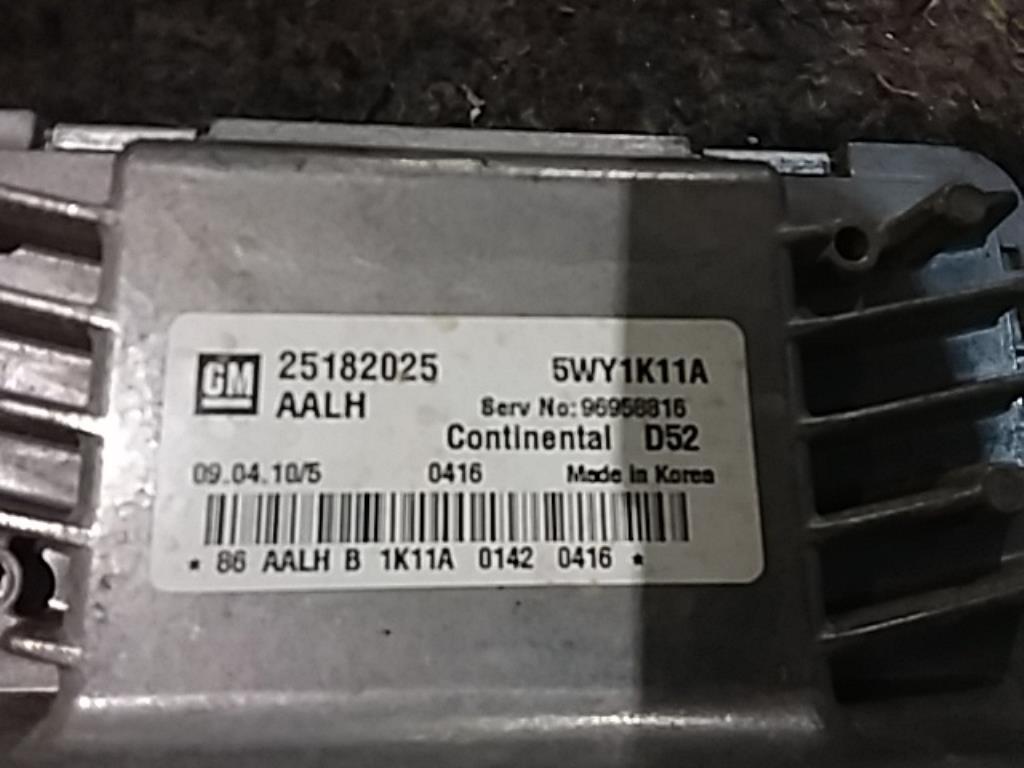 GM 25182025 5WY1K11A
AALH Serv No: 96958816
Continental D52
09.04.10/5 0416 Made in Korea
* 86 AALH B 1K11A 0142 0416 *